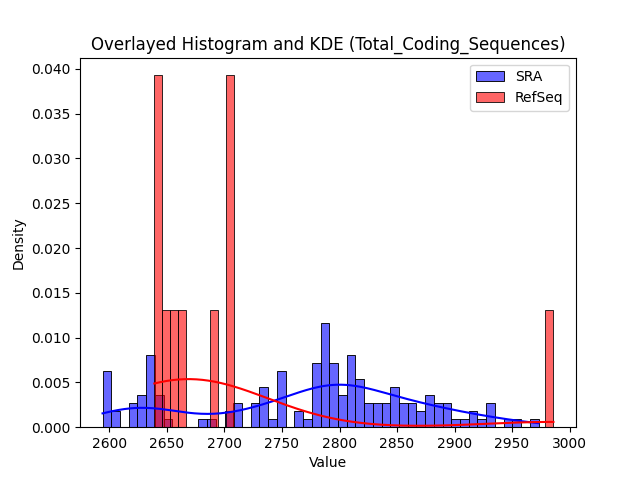 Overlayed Histogram and KDE (Total_Coding_Sequences)
SRA
RefSeq
0.040
0.035
0.030
0.025
0.020
0.015
0.010
0.005
0.000
Density
2600 2650 2700 2750 2800 2850 2900 2950 3000
Value